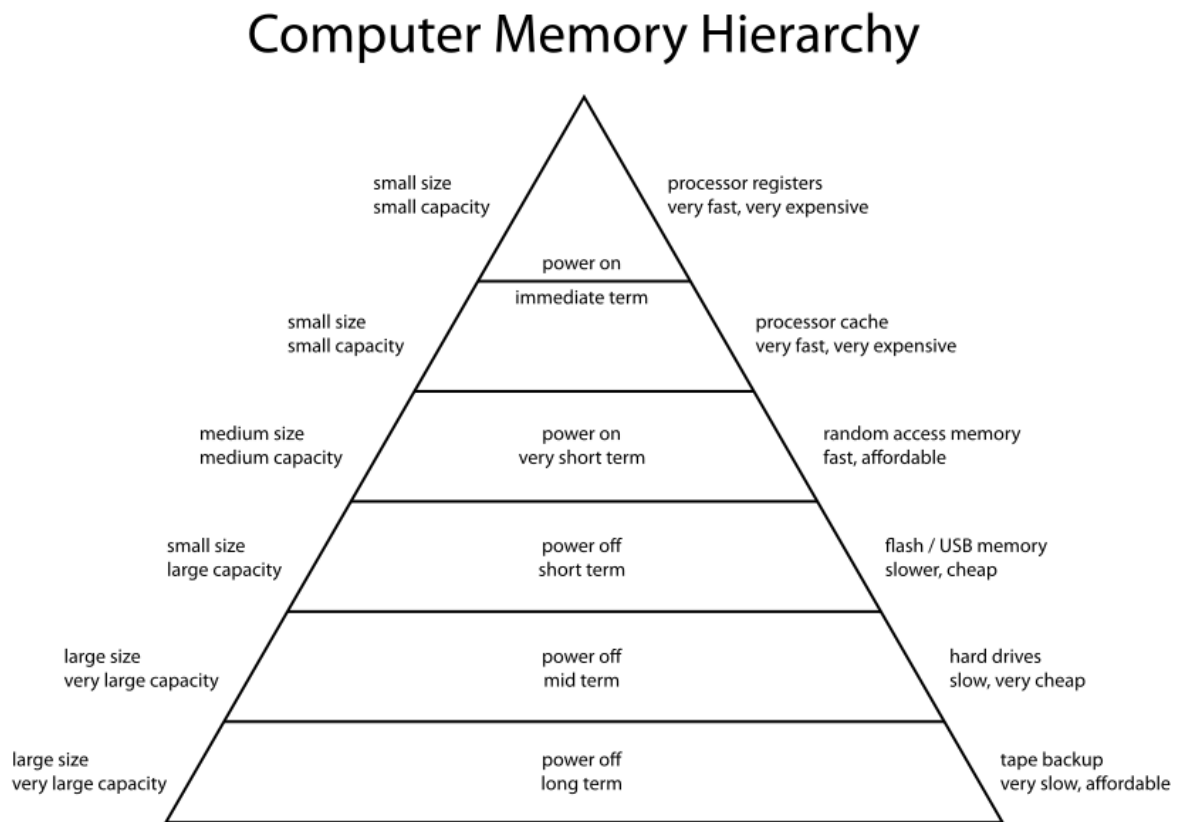 Computer Memory Hierarchy
small size
small capacity
processor registers
very fast, very expensive
power on
immediate term
small size
small capacity
processor cache
very fast, very expensive
medium size
medium capacity
power on
very short term
random access memory
fast, affordable
small size
large capacity
power off
short term
flash / USB memory
slower, cheap
large size
very large capacity
power off
mid term
hard drives
slow, very cheap
large size
very large capacity
power off
long term
tape backup
very slow, affordable